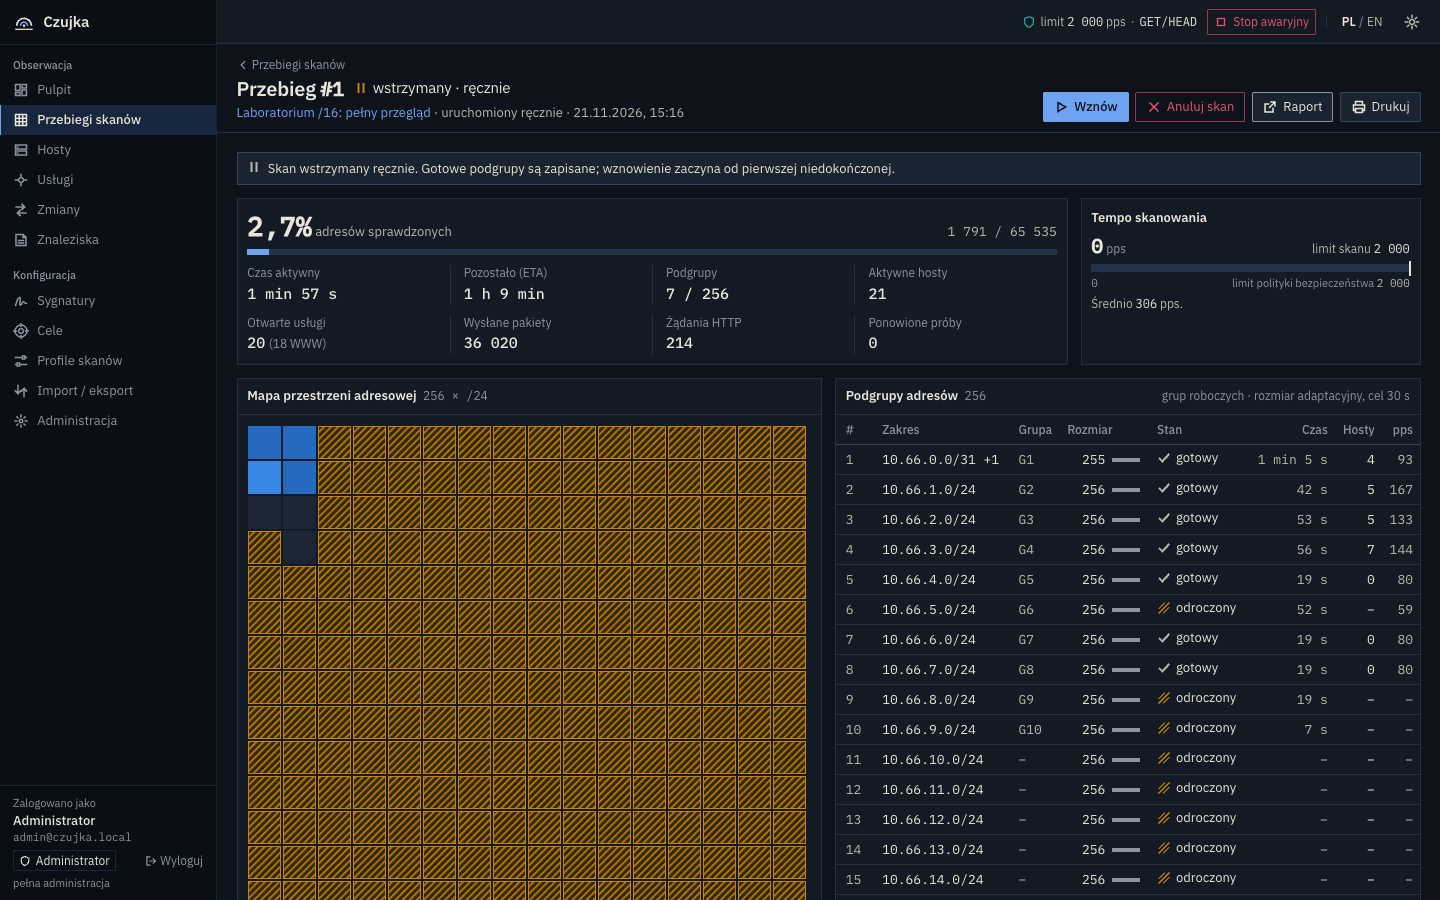 Czujka
limit 2 000 pps · GET/HEAD
Stop awaryjny
PL / EN
Obserwacja
Pulpit
Przebiegi skanów
Hosty
Usługi
Zmiany
Znaleziska
Konfiguracja
Sygnatury
Cele
Profile skanów
Import / eksport
Administracja
Zalogowano jako
Administrator
admin@czujka.local
Administrator
Wyloguj
pełna administracja
Przebiegi skanów
Przebieg #1 wstrzymany · ręcznie
Laboratorium /16: pełny przegląd · uruchomiony ręcznie · 21.11.2026, 15:16
Wznów
Anuluj skan
Raport
Drukuj
Skan wstrzymany ręcznie. Gotowe podgrupy są zapisane; wznowienie zaczyna od pierwszej niedokończonej.
2,7% adresów sprawdzonych 1 791 / 65 535
Czas aktywny
1 min 57 s
Pozostało (ETA)
1 h 9 min
Podgrupy
7 / 256
Aktywne hosty
21
Otwarte usługi
20 (18 WWW)
Wysłane pakiety
36 020
Żądania HTTP
214
Ponowione próby
0
Tempo skanowania
0 pps limit skanu 2 000
0 limit polityki bezpieczeństwa 2 000
Średnio 306 pps.
Mapa przestrzeni adresowej 256 × /24
Podgrupy adresów 256 grup roboczych · rozmiar adaptacyjny, cel 30 s
# Zakres Grupa Rozmiar Stan Czas Hosty pps
1 10.66.0.0/31 +1 G1 255 gotowy 1 min 5 s 4 93
2 10.66.1.0/24 G2 256 gotowy 42 s 5 167
3 10.66.2.0/24 G3 256 gotowy 53 s 5 133
4 10.66.3.0/24 G4 256 gotowy 56 s 7 144
5 10.66.4.0/24 G5 256 gotowy 19 s 0 80
6 10.66.5.0/24 G6 256 odroczony 52 s – 59
7 10.66.6.0/24 G7 256 gotowy 19 s 0 80
8 10.66.7.0/24 G8 256 gotowy 19 s 0 80
9 10.66.8.0/24 G9 256 odroczony 19 s – –
10 10.66.9.0/24 G10 256 odroczony 7 s – –
11 10.66.10.0/24 – 256 odroczony – – –
12 10.66.11.0/24 – 256 odroczony – – –
13 10.66.12.0/24 – 256 odroczony – – –
14 10.66.13.0/24 – 256 odroczony – – –
15 10.66.14.0/24 – 256 odroczony – – –